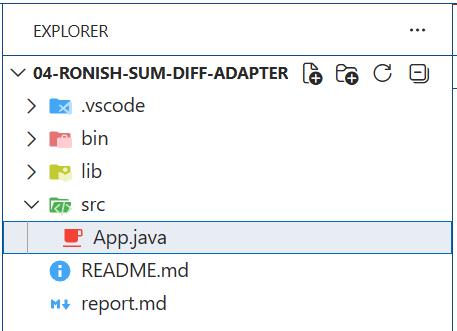 EXPLORER
04-RONISH-SUM-DIFF-ADAPTER
.vscode
bin
lib
src
App.java
README.md
report.md